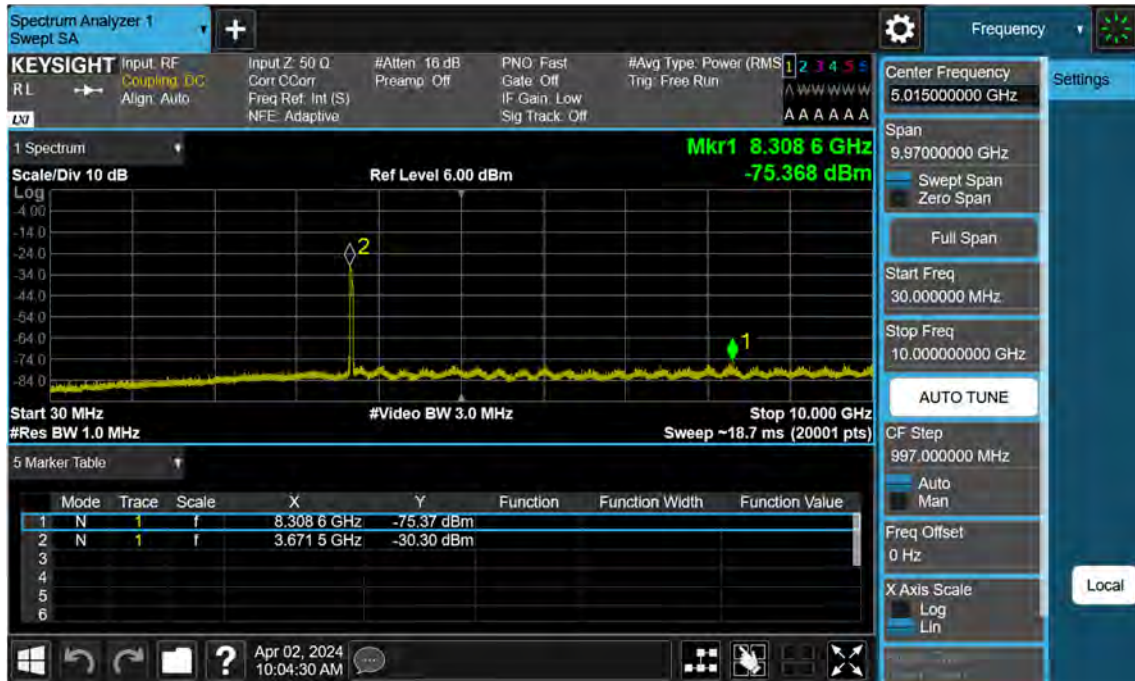 Spectrum Analyzer 1
Swept SA
Frequency
KEYSIGHT
RL
LXI
Input: RF
Coupling: DC
Align: Auto
Input Z: 50 Ω
Corr CCorr
Freq Ref: Int (S)
NFE: Adaptive
#Atten: 16 dB
Preamp: Off
PNO: Fast
Gate: Off
IF Gain: Low
Sig Track: Off
#Avg Type: Power (RMS
Trig: Free Run
1 2 3 4 5 6
A W W W W W
A A A A A A
1 Spectrum
Scale/Div 10 dB
Ref Level 6.00 dBm
Mkr1 8.308 6 GHz
-75.368 dBm
Log
-4.00
-14.0
-24.0
-34.0
-44.0
-54.0
-64.0
-74.0
-84.0
2
1
Start 30 MHz
#Res BW 1.0 MHz
#Video BW 3.0 MHz
Stop 10.000 GHz
Sweep ~18.7 ms (20001 pts)
5 Marker Table
Mode Trace Scale X Y Function Function Width Function Value
1 N 1 f 8.308 6 GHz -75.37 dBm
2 N 1 f 3.671 5 GHz -30.30 dBm
3
4
5
6
Apr 02, 2024
10:04:30 AM
Center Frequency
5.015000000 GHz
Span
9.97000000 GHz
Swept Span
Zero Span
Full Span
Start Freq
30.000000 MHz
Stop Freq
10.000000000 GHz
AUTO TUNE
CF Step
997.000000 MHz
Auto
Man
Freq Offset
0 Hz
X Axis Scale
Log
Lin
Settings
Local